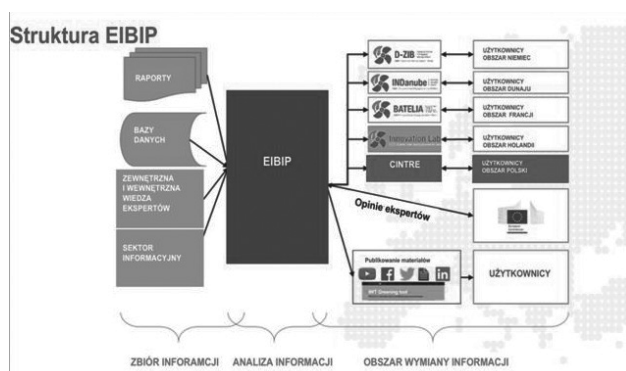 Struktura EIBIP
RAPORTY
BAZY
DANYCH
ZEWNĘTRZNA
I WEWNĘTRZNA
WIEDZA
EKSPERTÓW
SEKTOR
INFORMACYJNY
EIBIP
D-ZIB
UŻYTKOWNICY
OBSZAR NIEMIEC
INDanube
UŻYTKOWNICY
OBSZAR DUNAJU
BATELIA
UŻYTKOWNICY
OBSZAR FRANCJI
Innovation Lab
UŻYTKOWNICY
OBSZAR HOLANDII
CINTRE
UŻYTKOWNICY
OBSZAR POLSKI
Opinie ekspertów
Publikowanie materiałów
UŻYTKOWNICY
ZBIÓR INFORAMCJI
ANALIZA INFORMACJI
OBSZAR WYMIANY INFORMACJI